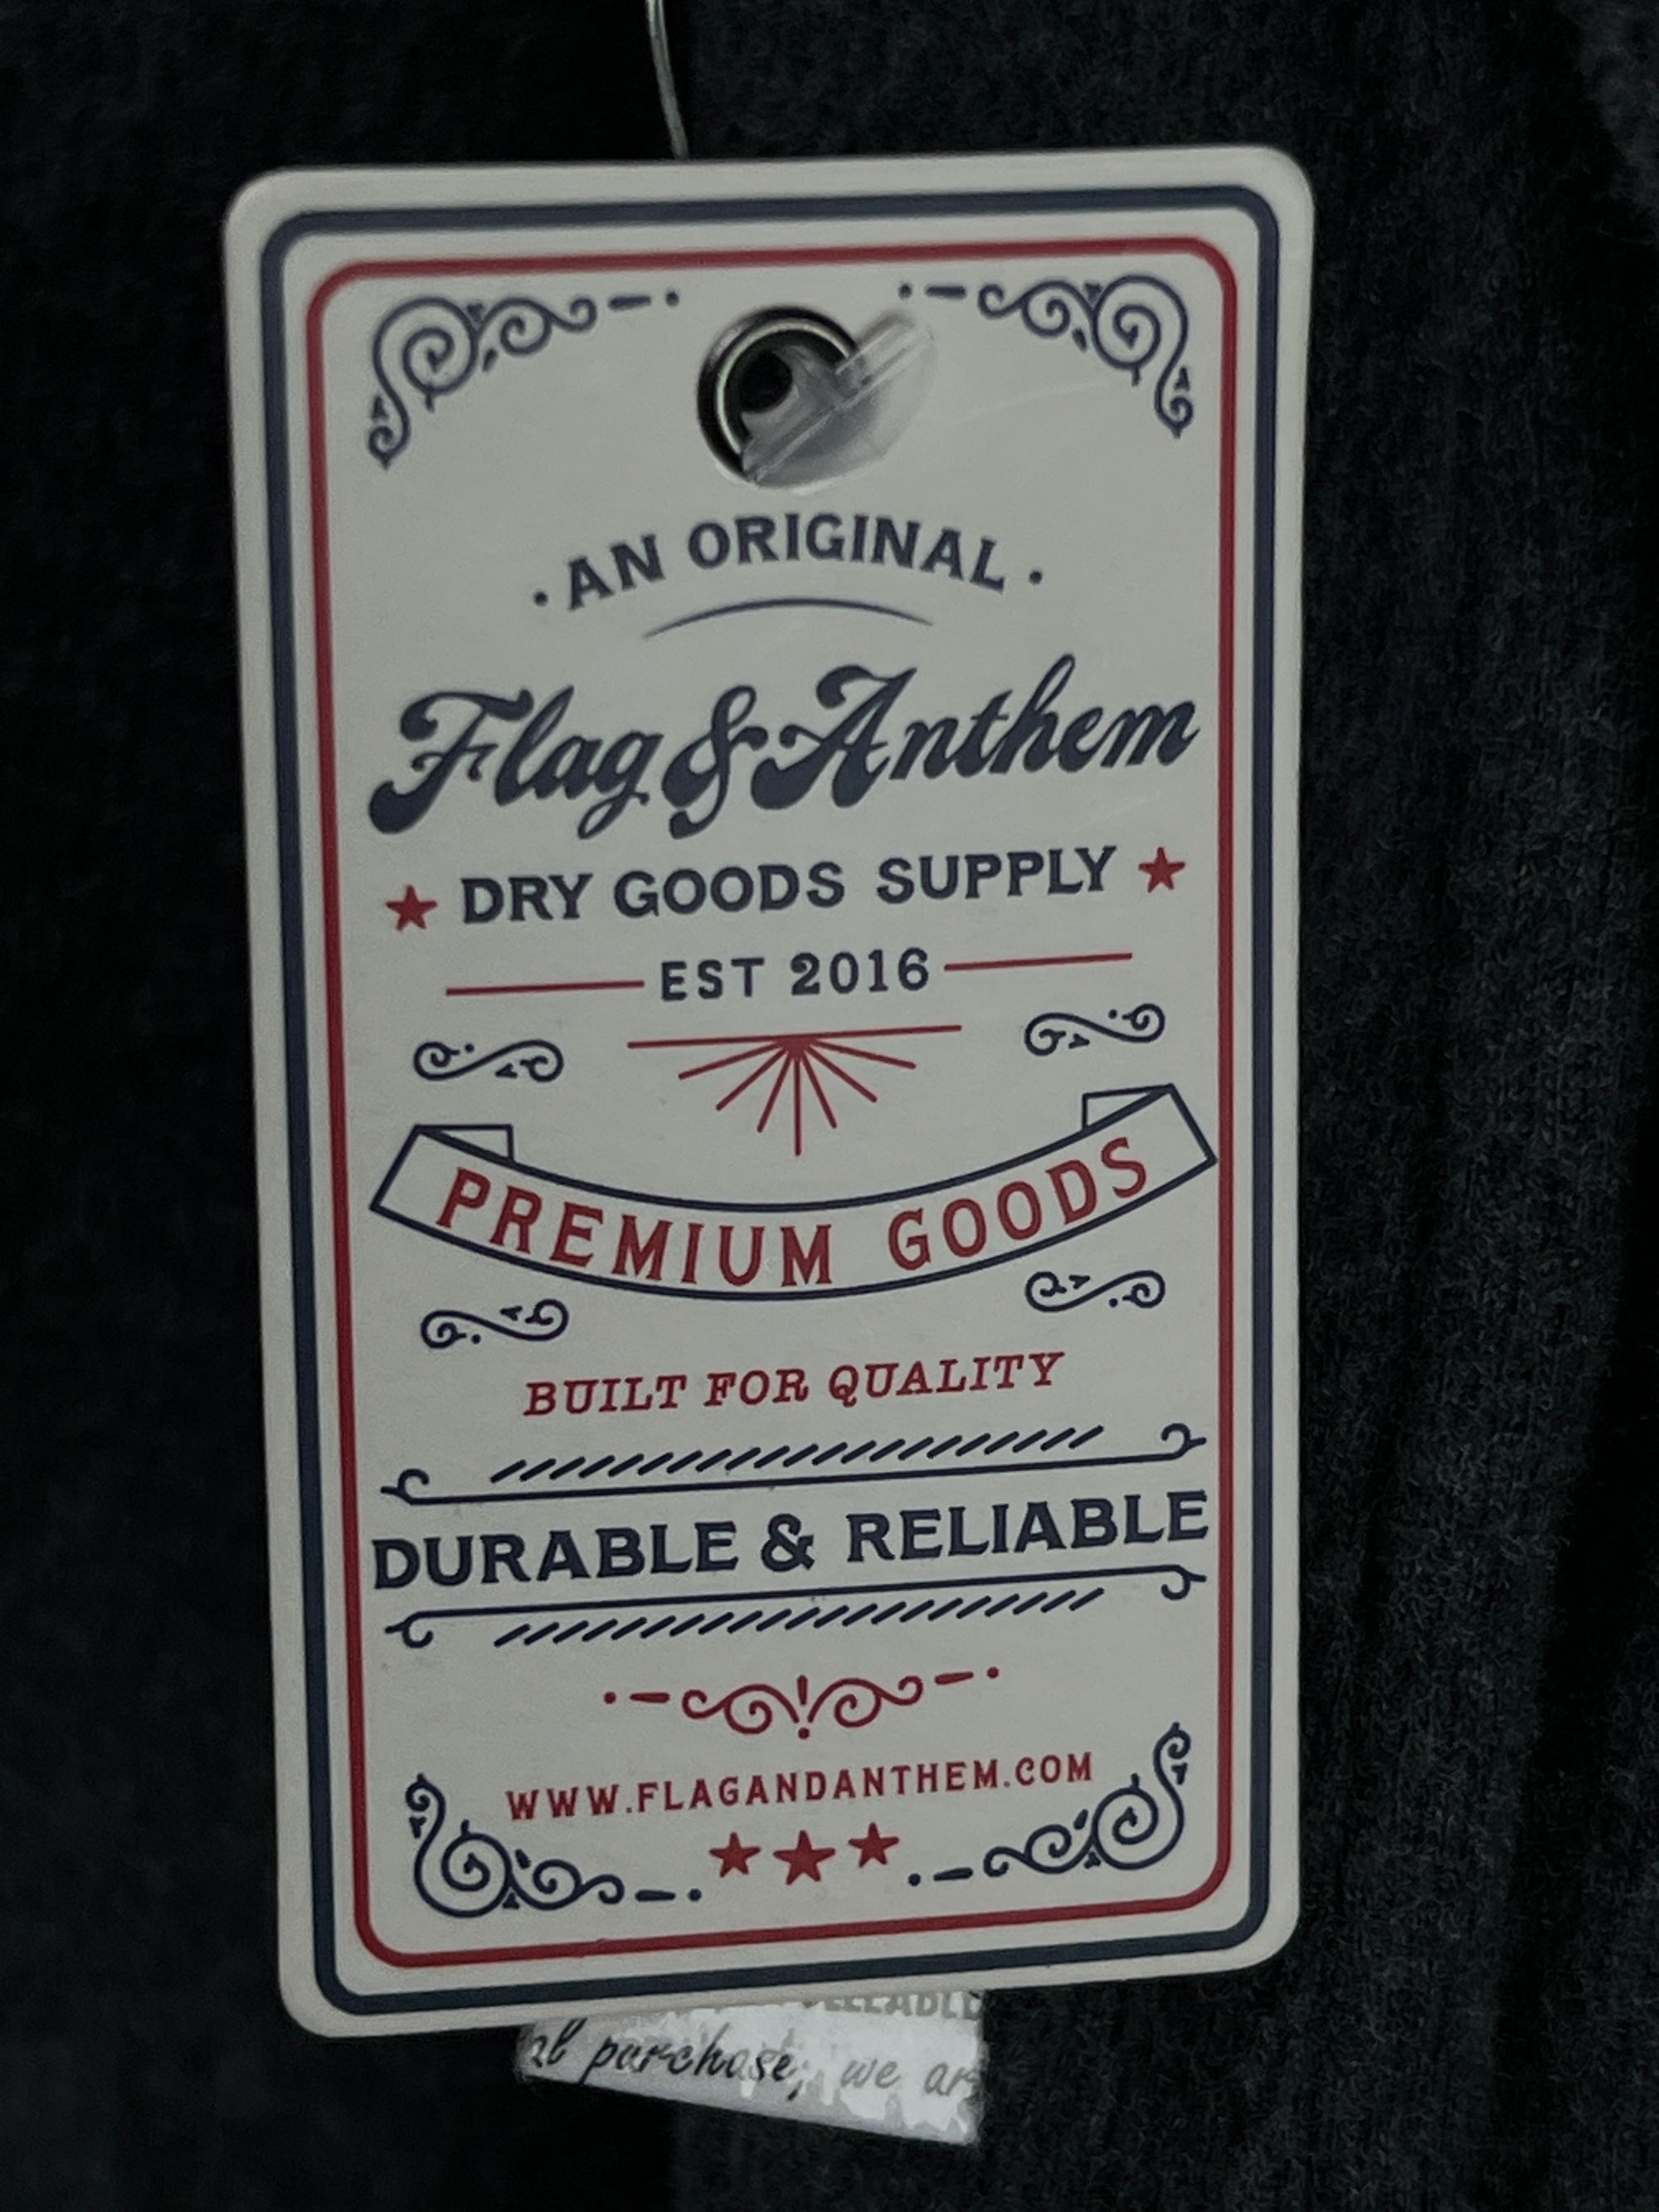 · AN ORIGINAL ·
Flag & Anthem
★ DRY GOODS SUPPLY ★
EST 2016
PREMIUM GOODS
BUILT FOR QUALITY
DURABLE & RELIABLE
WWW.FLAGANDANTHEM.COM
purchase, we